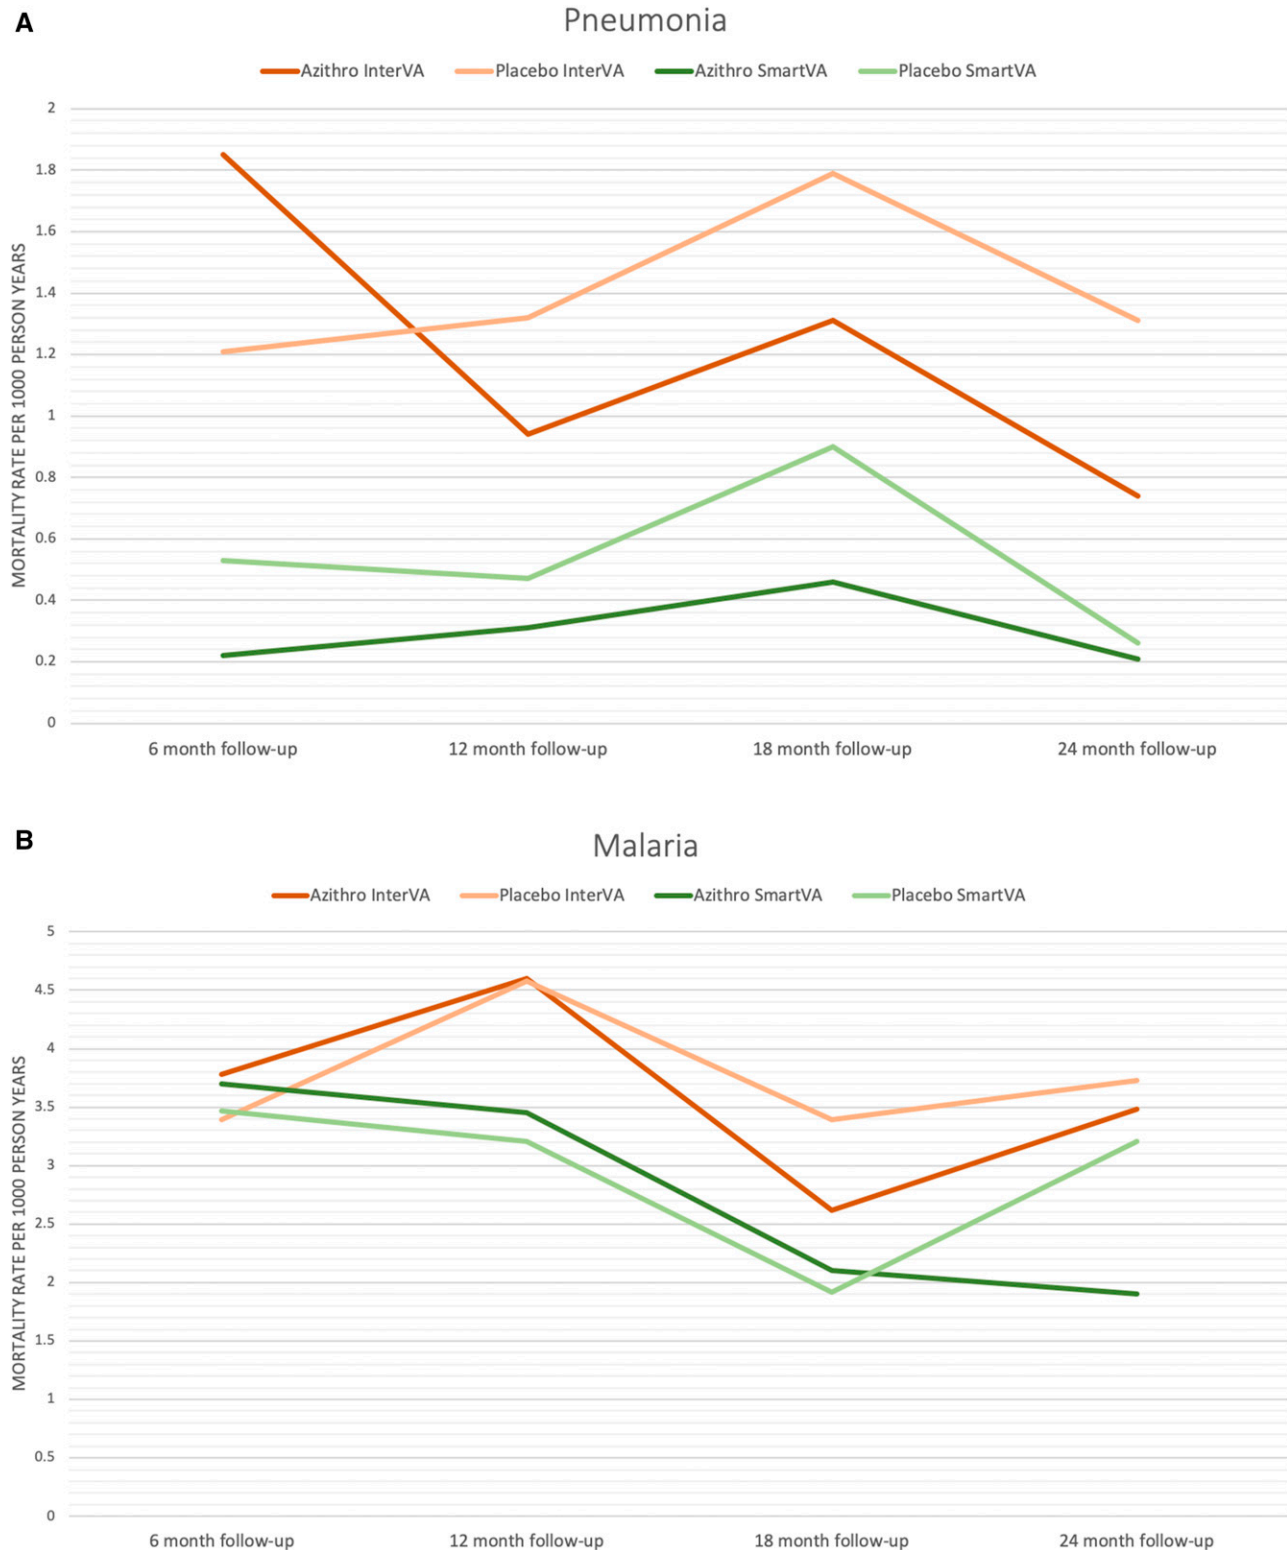 A
Pneumonia
Azithro InterVA Placebo InterVA Azithro SmartVA Placebo SmartVA
MORTALITY RATE PER 1000 PERSON YEARS
2
1.8
1.6
1.4
1.2
1
0.8
0.6
0.4
0.2
0
6 month follow-up 12 month follow-up 18 month follow-up 24 month follow-up
B
Malaria
Azithro InterVA Placebo InterVA Azithro SmartVA Placebo SmartVA
MORTALITY RATE PER 1000 PERSON YEARS
5
4.5
4
3.5
3
2.5
2
1.5
1
0.5
0
6 month follow-up 12 month follow-up 18 month follow-up 24 month follow-up